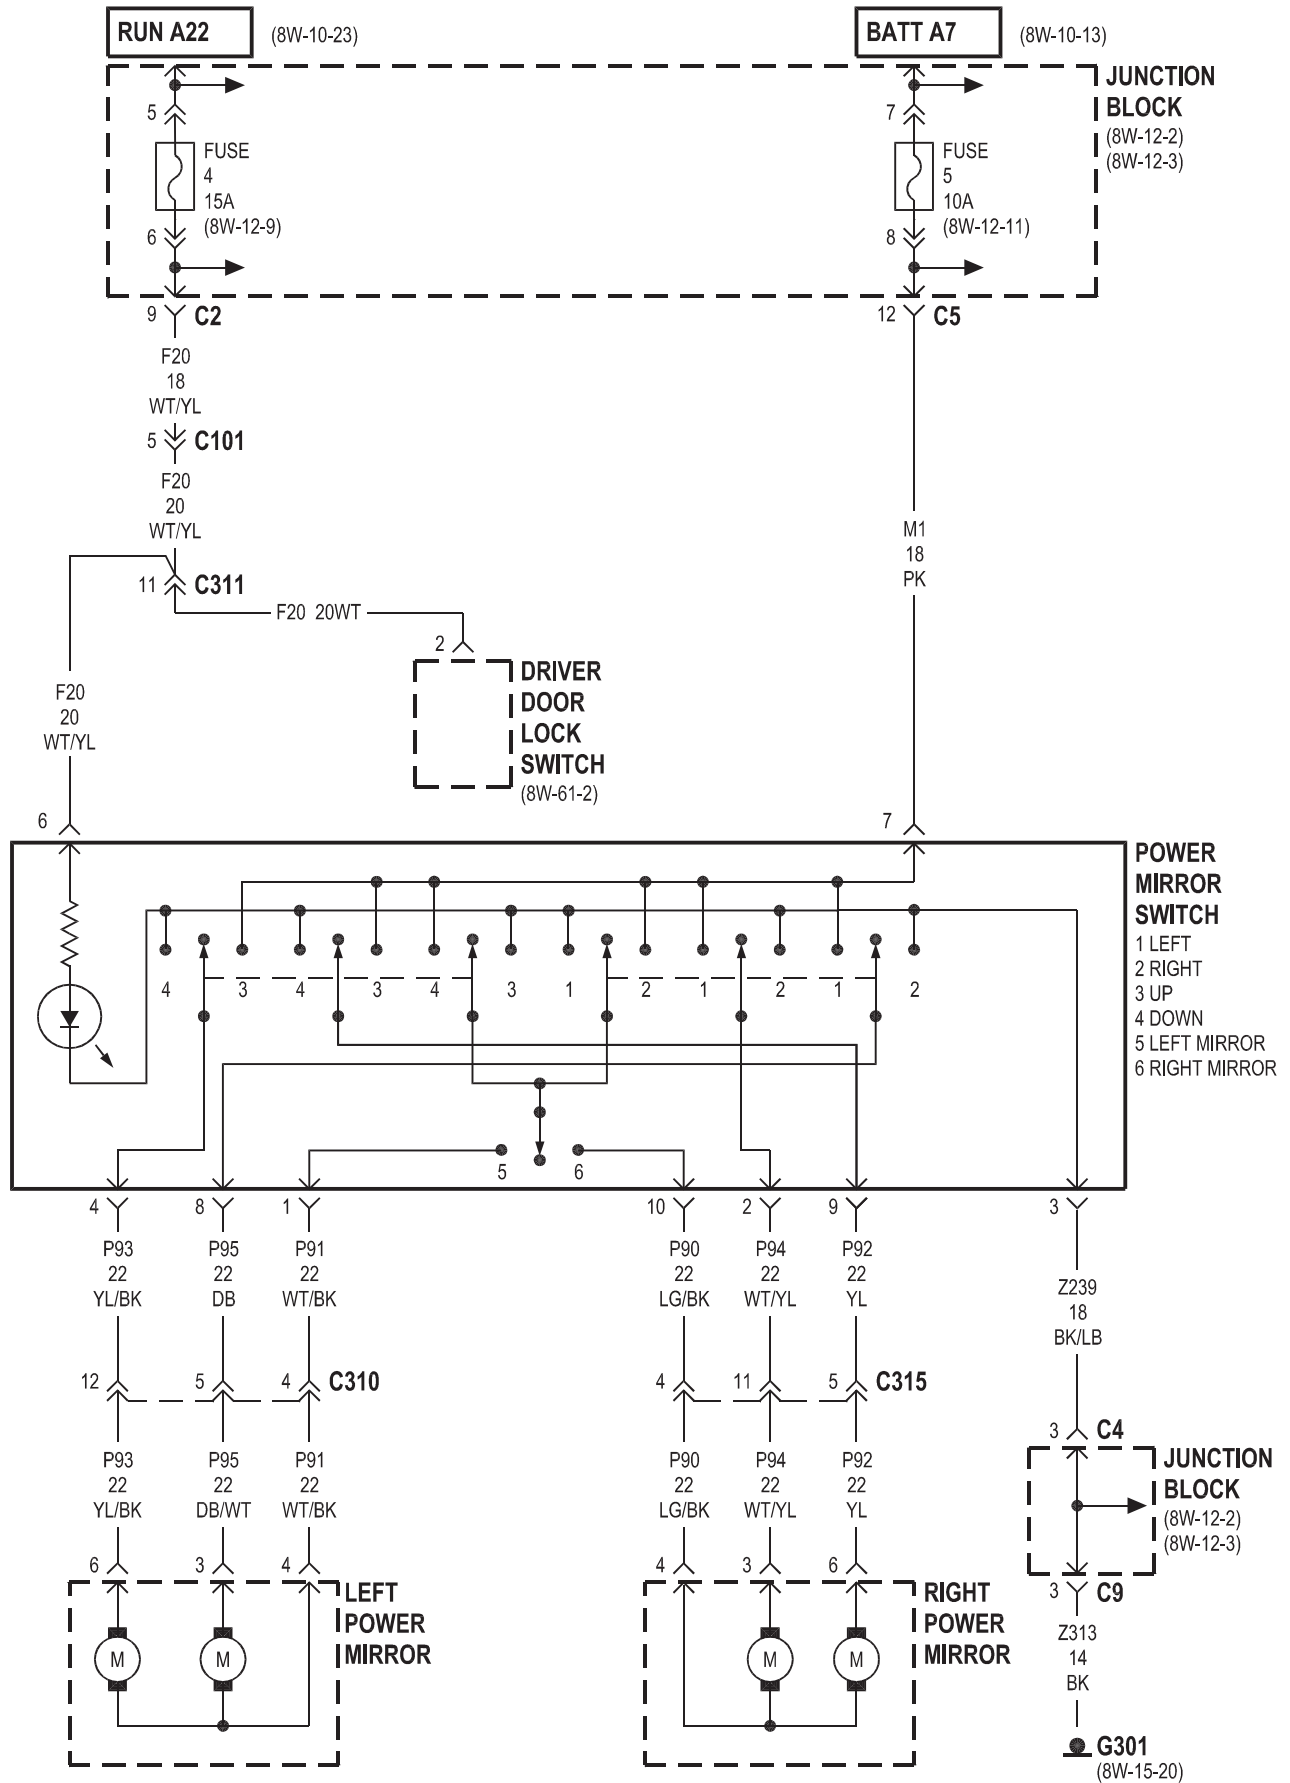 RUN A22 (8W-10-23)
BATT A7 (8W-10-13)
JUNCTION
BLOCK
(8W-12-2)
(8W-12-3)
5
FUSE
4
15A
(8W-12-9)
6
7
FUSE
5
10A
(8W-12-11)
8
9 C2
12 C5
F20
18
WT/YL
5 C101
F20
20
WT/YL
M1
18
PK
11 C311
F20 20WT
2
DRIVER
DOOR
LOCK
SWITCH
(8W-61-2)
F20
20
WT/YL
6
7
POWER
MIRROR
SWITCH
1 LEFT
2 RIGHT
3 UP
4 DOWN
5 LEFT MIRROR
6 RIGHT MIRROR
4 3 4 3 4 3 1 2 1 2 1 2
5 6
4 8 1 10 2 9 3
P93
22
YL/BK
P95
22
DB
P91
22
WT/BK
P90
22
LG/BK
P94
22
WT/YL
P92
22
YL
Z239
18
BK/LB
12 5 4 C310
4 11 5 C315
P93
22
YL/BK
P95
22
DB/WT
P91
22
WT/BK
P90
22
LG/BK
P94
22
WT/YL
P92
22
YL
3 C4
JUNCTION
BLOCK
(8W-12-2)
(8W-12-3)
3 C9
6 3 4
LEFT
POWER
MIRROR
M M
4 3 6
RIGHT
POWER
MIRROR
M M
Z313
14
BK
G301
(8W-15-20)